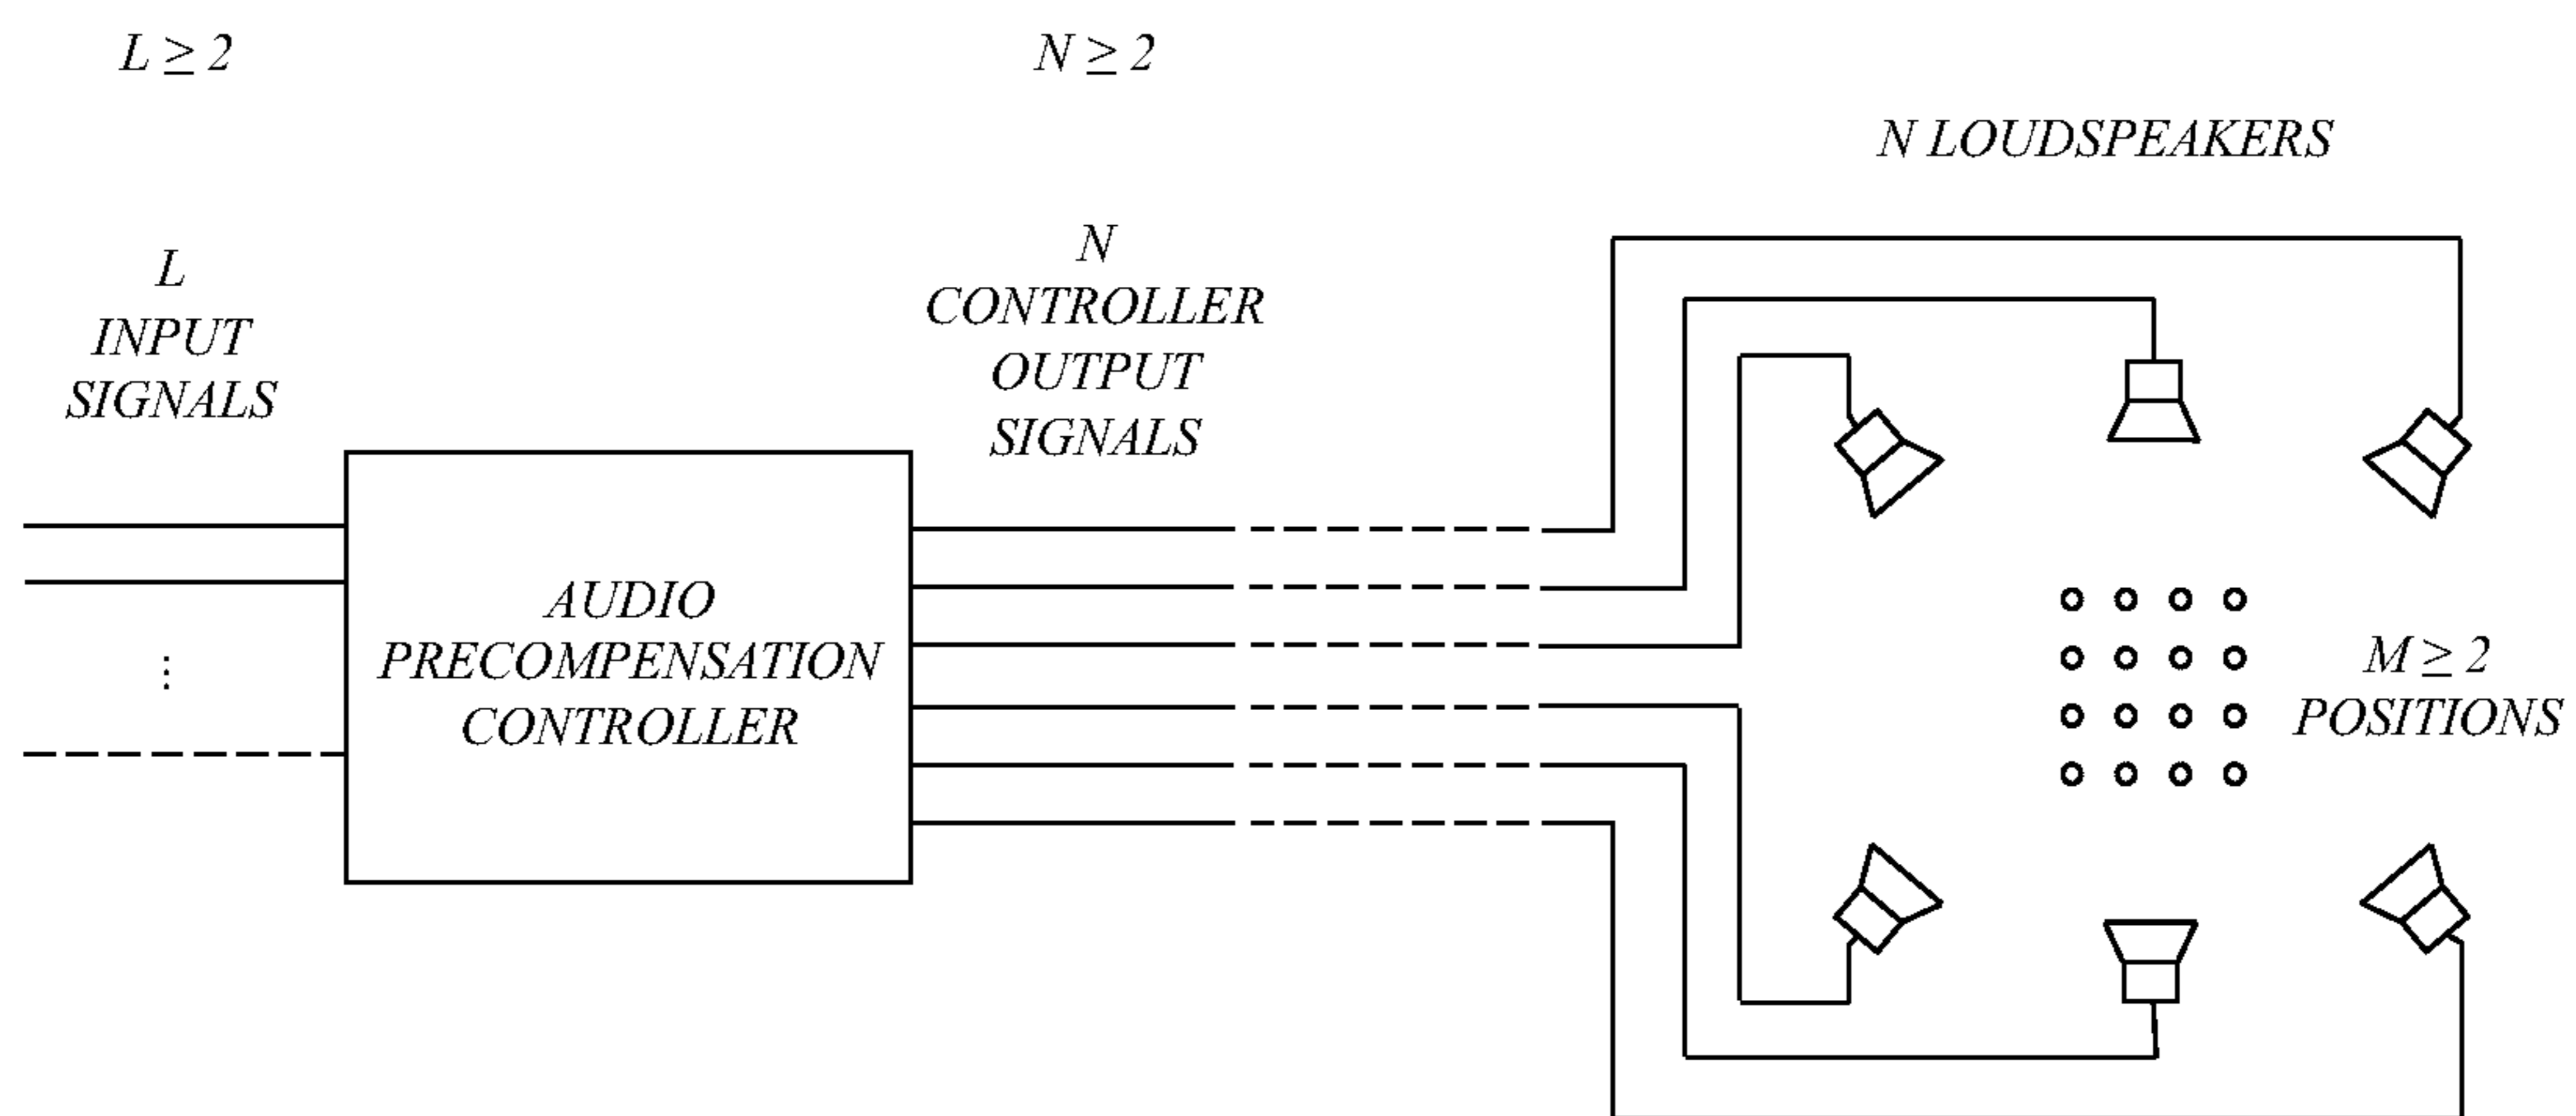 L ≥ 2
N ≥ 2
N LOUDSPEAKERS
L
INPUT
SIGNALS
N
CONTROLLER
OUTPUT
SIGNALS
AUDIO
PRECOMPENSATION
CONTROLLER
⋮
M ≥ 2
POSITIONS